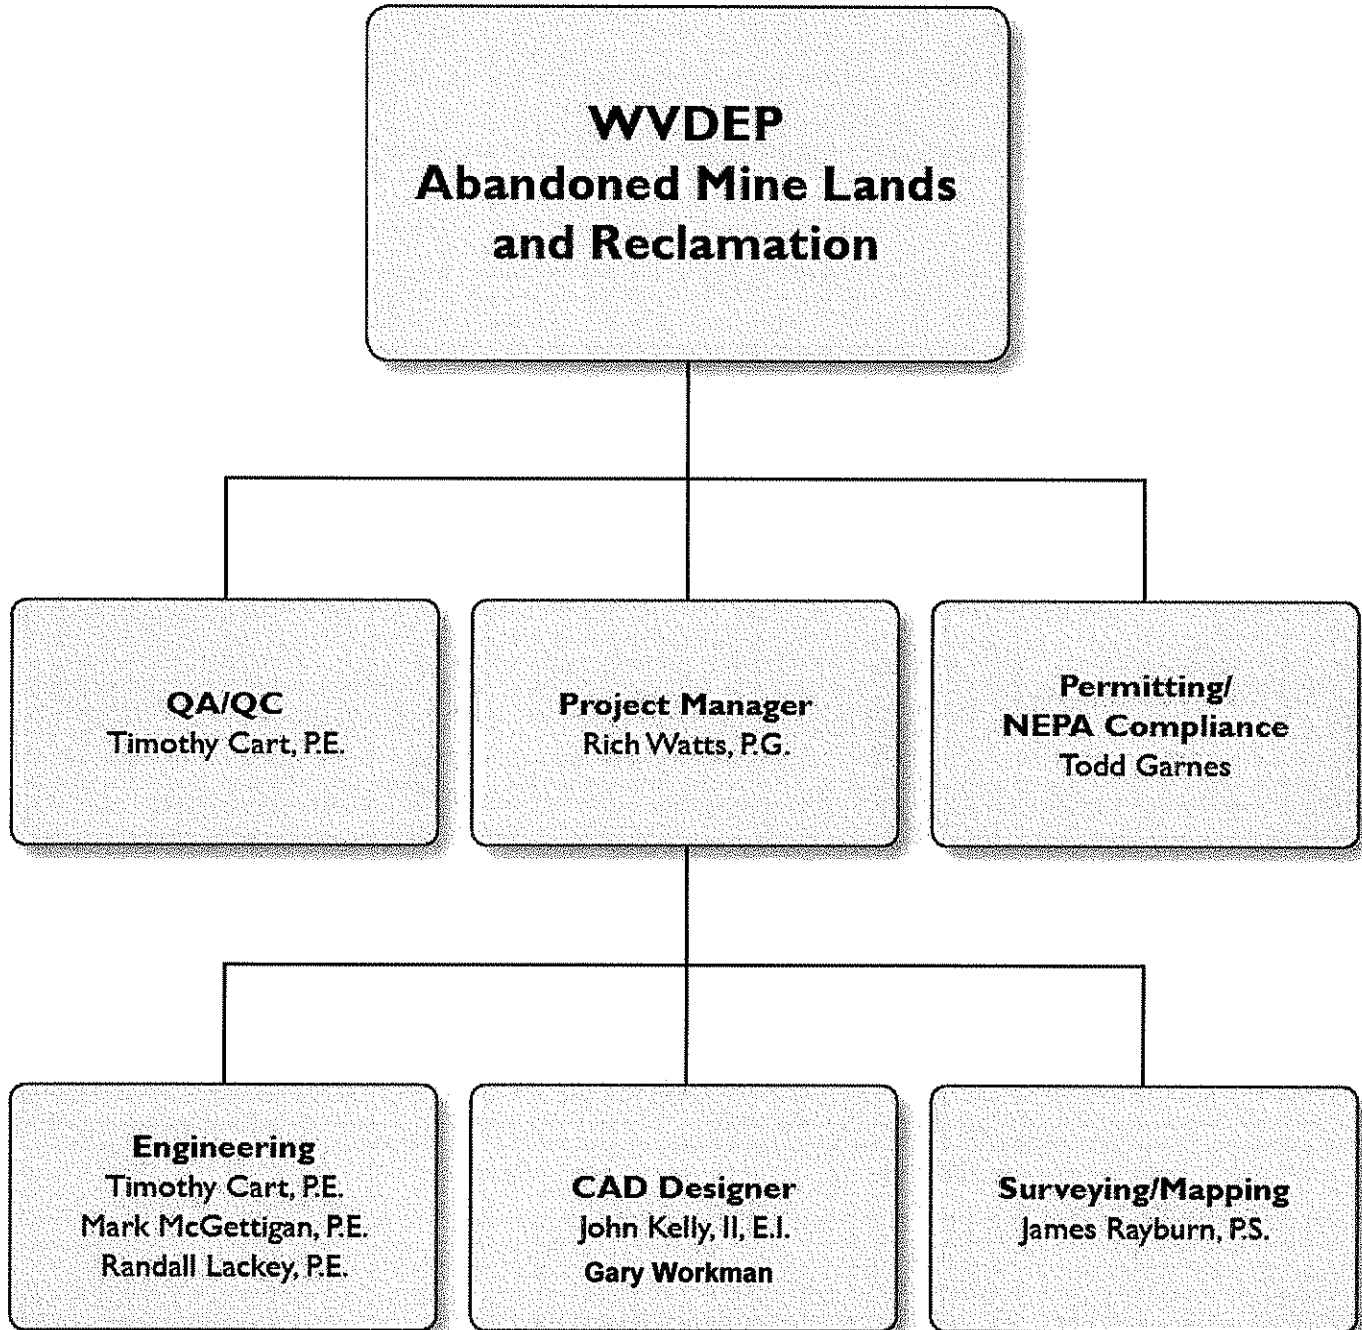 WVDEP
Abandoned Mine Lands
and Reclamation
QA/QC
Timothy Cart, P.E.
Project Manager
Rich Watts, P.G.
Permitting/
NEPA Compliance
Todd Garnes
Engineering
Timothy Cart, P.E.
Mark McGettigan, P.E.
Randall Lackey, P.E.
CAD Designer
John Kelly, II, E.I.
Gary Workman
Surveying/Mapping
James Rayburn, P.S.